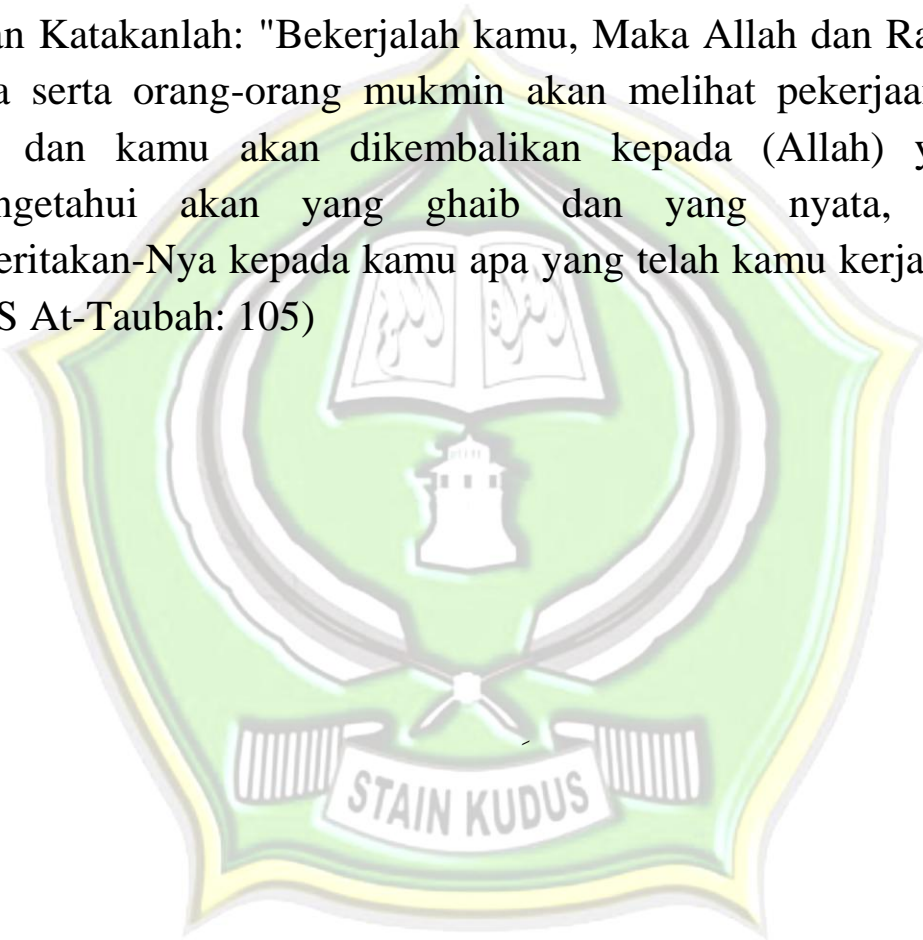 an Katakanlah: "Bekerjalah kamu, Maka Allah dan Ra
a serta orang-orang mukmin akan melihat pekerjaa
dan kamu akan dikembalikan kepada (Allah) y
ngetahui akan yang ghaib dan yang nyata,
eritakan-Nya kepada kamu apa yang telah kamu kerja
S At-Taubah: 105)
STAIN KUDUS